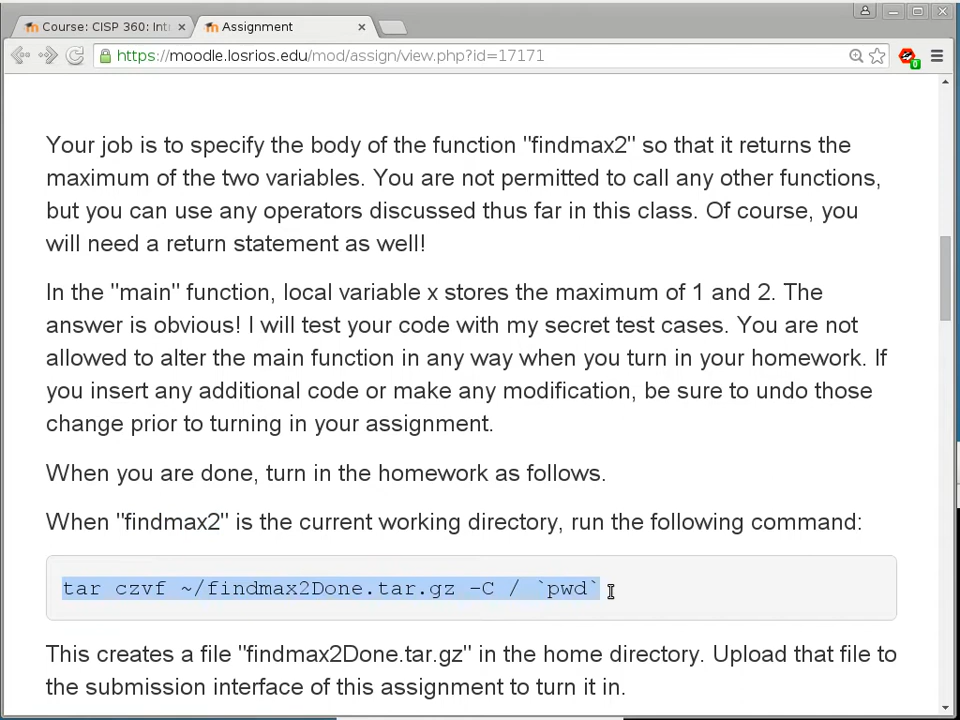 Course: CISP 360: Int
Assignment
https://moodle.losrios.edu/mod/assign/view.php?id=17171
0
Your job is to specify the body of the function "findmax2" so that it returns the
maximum of the two variables. You are not permitted to call any other functions,
but you can use any operators discussed thus far in this class. Of course, you
will need a return statement as well!
In the "main" function, local variable x stores the maximum of 1 and 2. The
answer is obvious! I will test your code with my secret test cases. You are not
allowed to alter the main function in any way when you turn in your homework. If
you insert any additional code or make any modification, be sure to undo those
change prior to turning in your assignment.
When you are done, turn in the homework as follows.
When "findmax2" is the current working directory, run the following command:
tar czvf ~/findmax2Done.tar.gz -C / `pwd`
This creates a file "findmax2Done.tar.gz" in the home directory. Upload that file to
the submission interface of this assignment to turn it in.